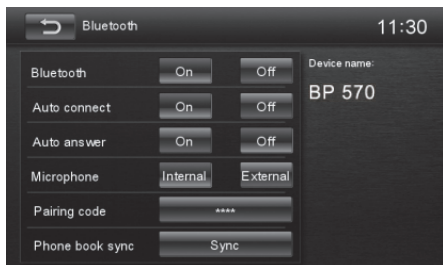 Bluetooth 11:30
Bluetooth On Off
Device name:
BP 570
Auto connect On Off
Auto answer On Off
Microphone Internal External
Pairing code ****
Phone book sync Sync